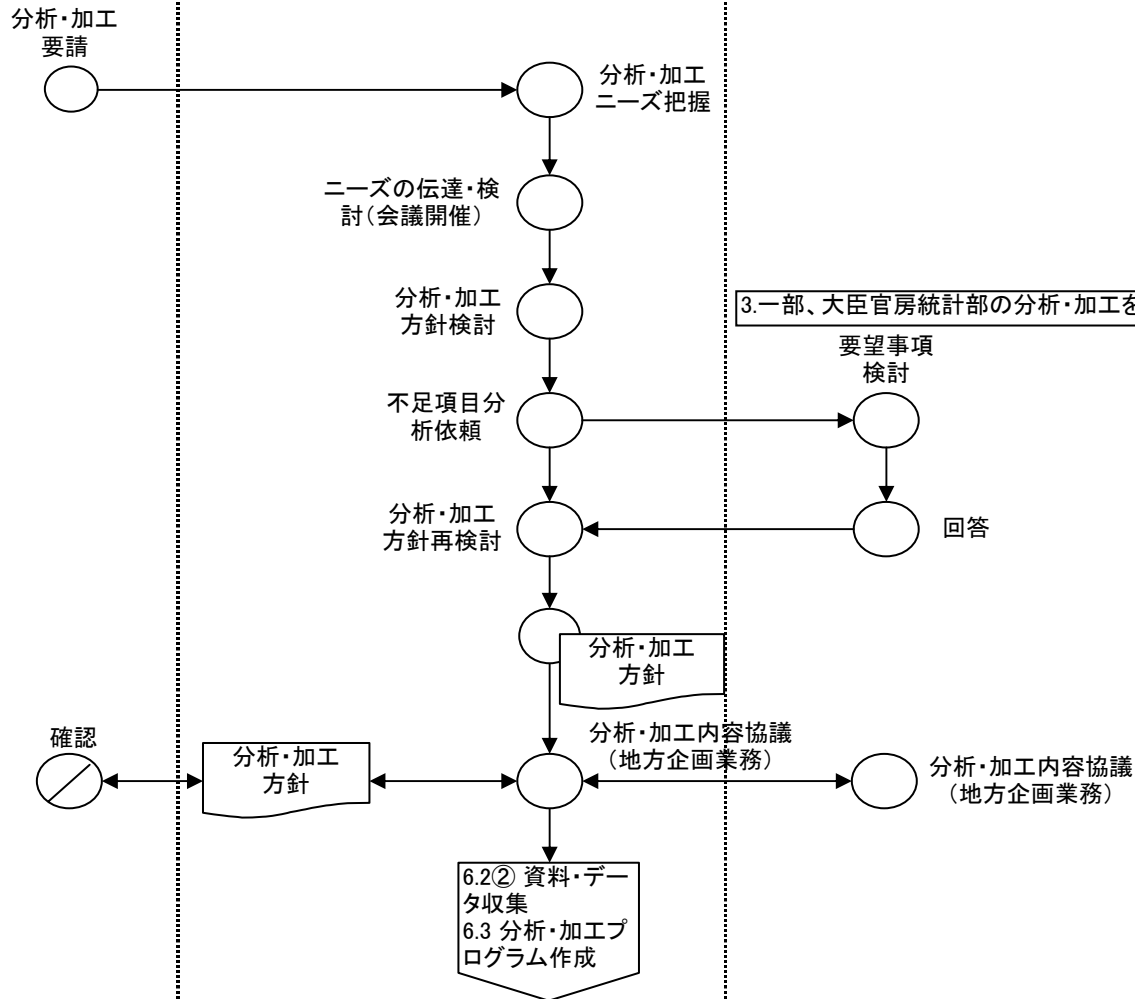 分析・加工
要請
分析・加工
ニーズ把握
ニーズの伝達・検
討(会議開催)
分析・加工
方針検討
3.一部、大臣官房統計部の分析・加工を
要望事項
検討
不足項目分
析依頼
分析・加工
方針再検討
回答
分析・加工
方針
確認
分析・加工
方針
分析・加工内容協議
(地方企画業務)
分析・加工内容協議
(地方企画業務)
6.2② 資料・デー
タ収集
6.3 分析・加工プ
ログラム作成